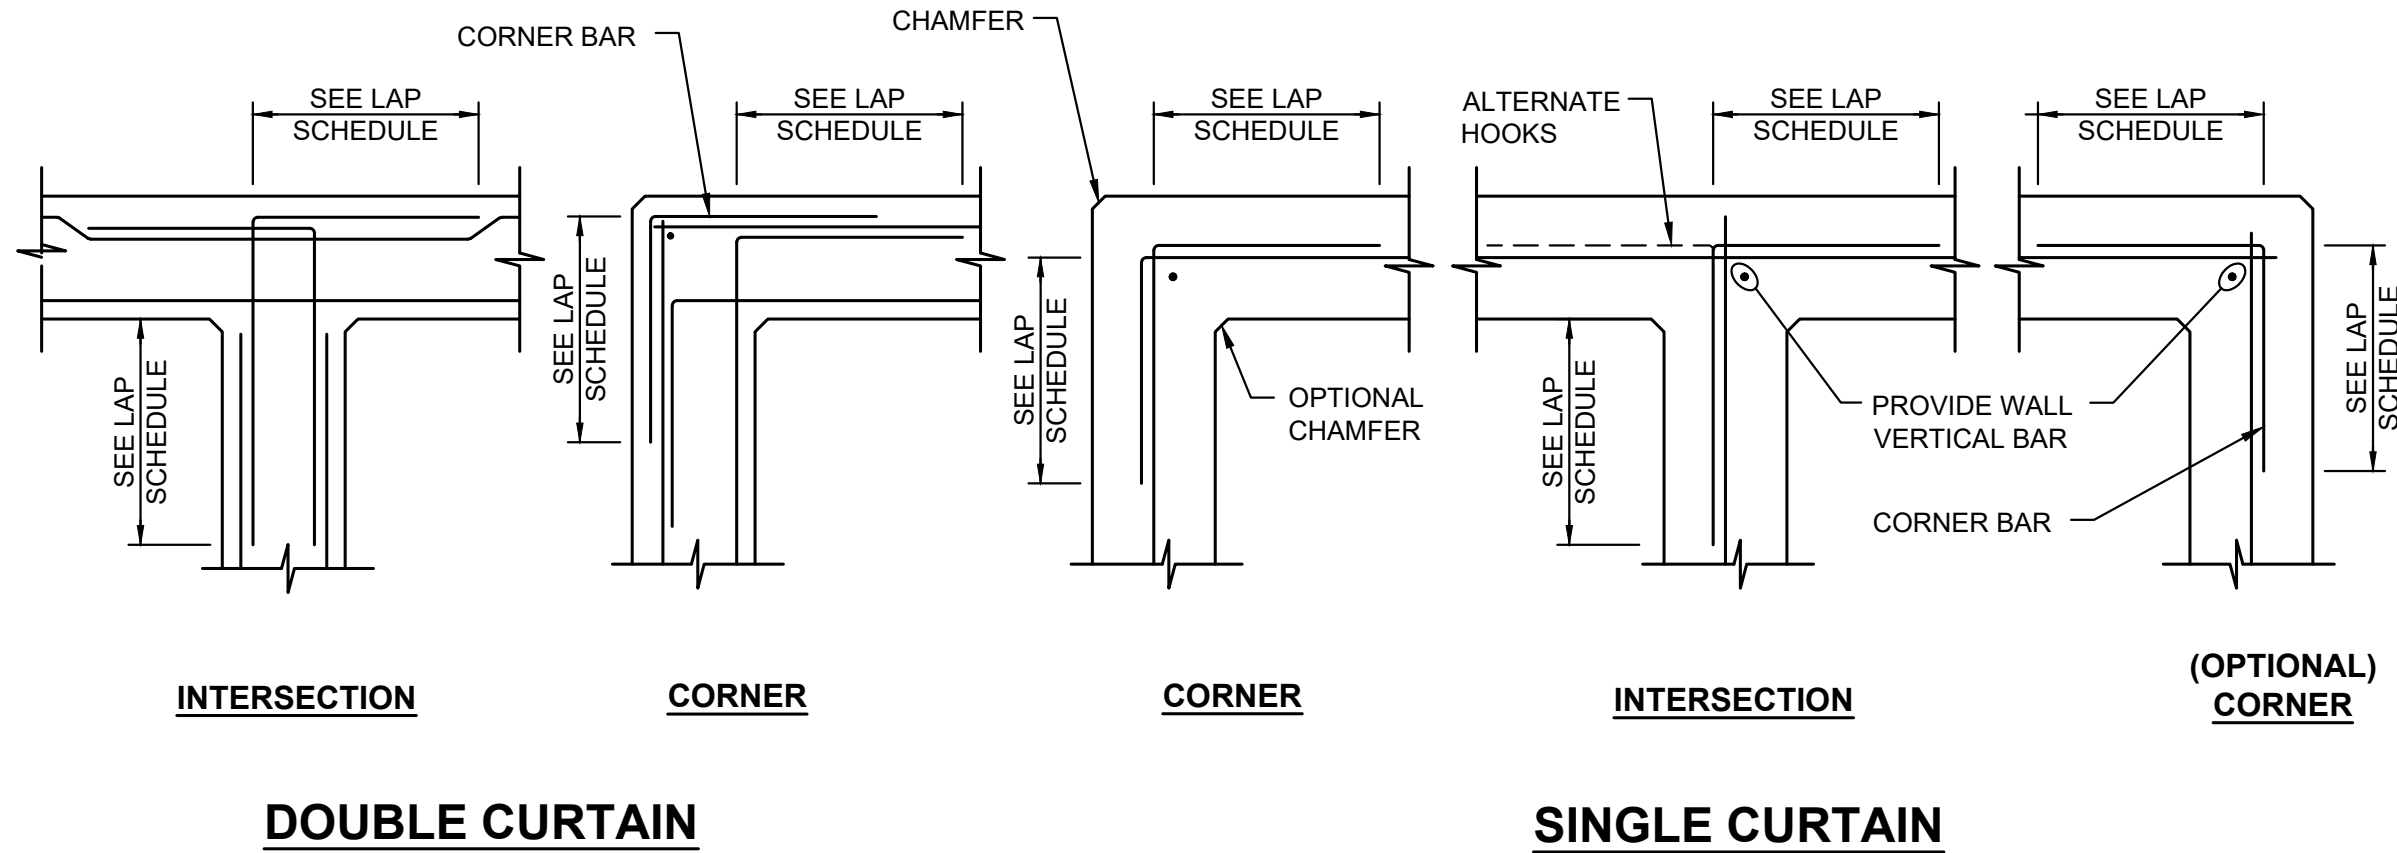 CORNER BAR
CHAMFER
SEE LAP
SCHEDULE
SEE LAP
SCHEDULE
SEE LAP
SCHEDULE
ALTERNATE
HOOKS
SEE LAP
SCHEDULE
SEE LAP
SCHEDULE
SEE LAP
SCHEDULE
SEE LAP
SCHEDULE
SEE LAP
SCHEDULE
OPTIONAL
CHAMFER
SEE LAP
SCHEDULE
PROVIDE WALL
VERTICAL BAR
CORNER BAR
SEE LAP
SCHEDULE
INTERSECTION
CORNER
CORNER
INTERSECTION
(OPTIONAL)
CORNER
DOUBLE CURTAIN
SINGLE CURTAIN